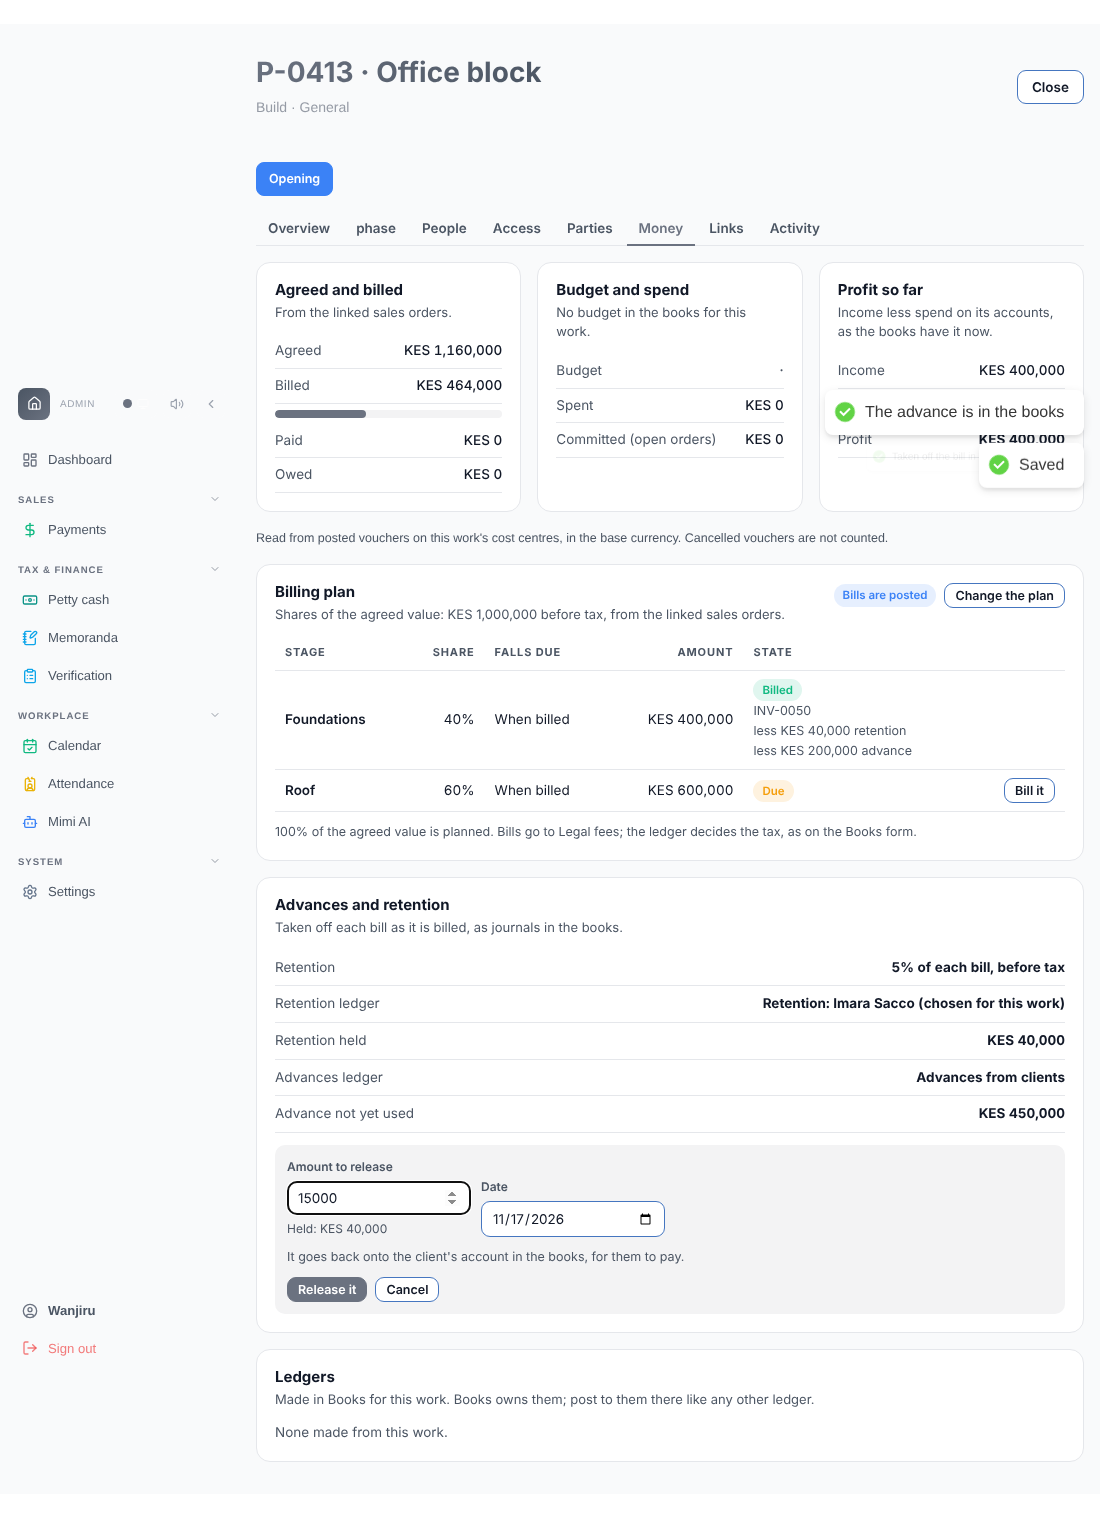 P-0413 · Office block
Build · General
Close
Opening
Overview
phase
People
Access
Parties
Money
Links
Activity
Agreed and billed
From the linked sales orders.
Agreed
KES 1,160,000
Billed
KES 464,000
Paid
KES 0
Owed
KES 0
Budget and spend
No budget in the books for this
work.
Budget
·
Spent
KES 0
Committed (open orders)
KES 0
Profit so far
Income less spend on its accounts,
as the books have it now.
Income
KES 400,000
The advance is in the books
Profit
KES 400,000
Saved
Read from posted vouchers on this work's cost centres, in the base currency. Cancelled vouchers are not counted.
Billing plan
Shares of the agreed value: KES 1,000,000 before tax, from the linked sales orders.
Bills are posted
Change the plan
STAGE
SHARE
FALLS DUE
AMOUNT
STATE
Foundations
40%
When billed
KES 400,000
Billed
INV-0050
less KES 40,000 retention
less KES 200,000 advance
Roof
60%
When billed
KES 600,000
Due
Bill it
100% of the agreed value is planned. Bills go to Legal fees; the ledger decides the tax, as on the Books form.
Advances and retention
Taken off each bill as it is billed, as journals in the books.
Retention
5% of each bill, before tax
Retention ledger
Retention: Imara Sacco (chosen for this work)
Retention held
KES 40,000
Advances ledger
Advances from clients
Advance not yet used
KES 450,000
Amount to release
15000
Held: KES 40,000
Date
11/17/2026
It goes back onto the client's account in the books, for them to pay.
Release it
Cancel
Ledgers
Made in Books for this work. Books owns them; post to them there like any other ledger.
None made from this work.
ADMIN
Dashboard
SALES
Payments
TAX & FINANCE
Petty cash
Memoranda
Verification
WORKPLACE
Calendar
Attendance
Mimi AI
SYSTEM
Settings
Wanjiru
Sign out